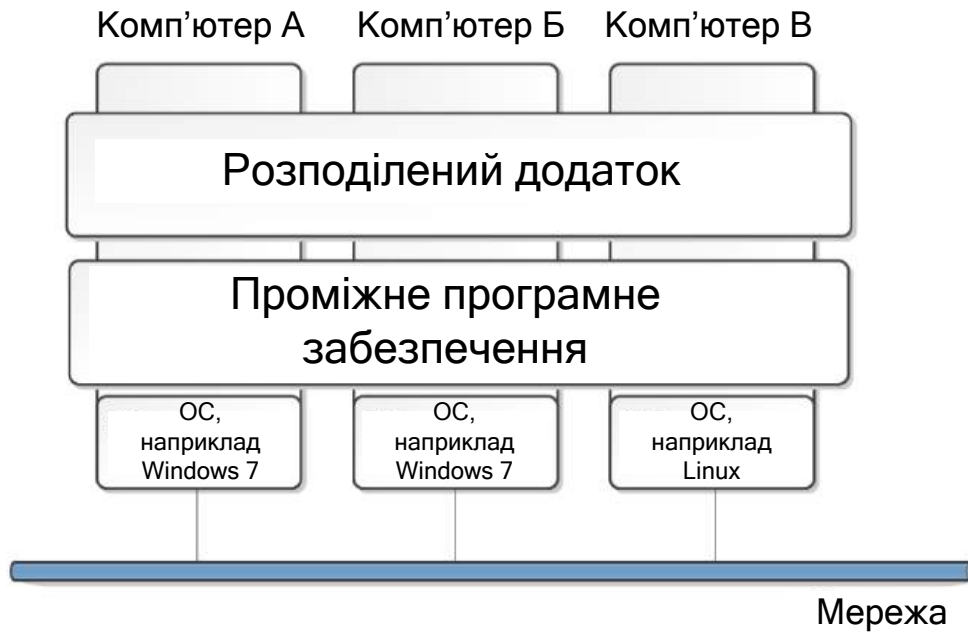 Комп’ютер А Комп’ютер Б Комп’ютер В
Розподілений додаток
Проміжне програмне
забезпечення
ОС,
наприклад
Windows 7
ОС,
наприклад
Windows 7
ОС,
наприклад
Linux
Мережа